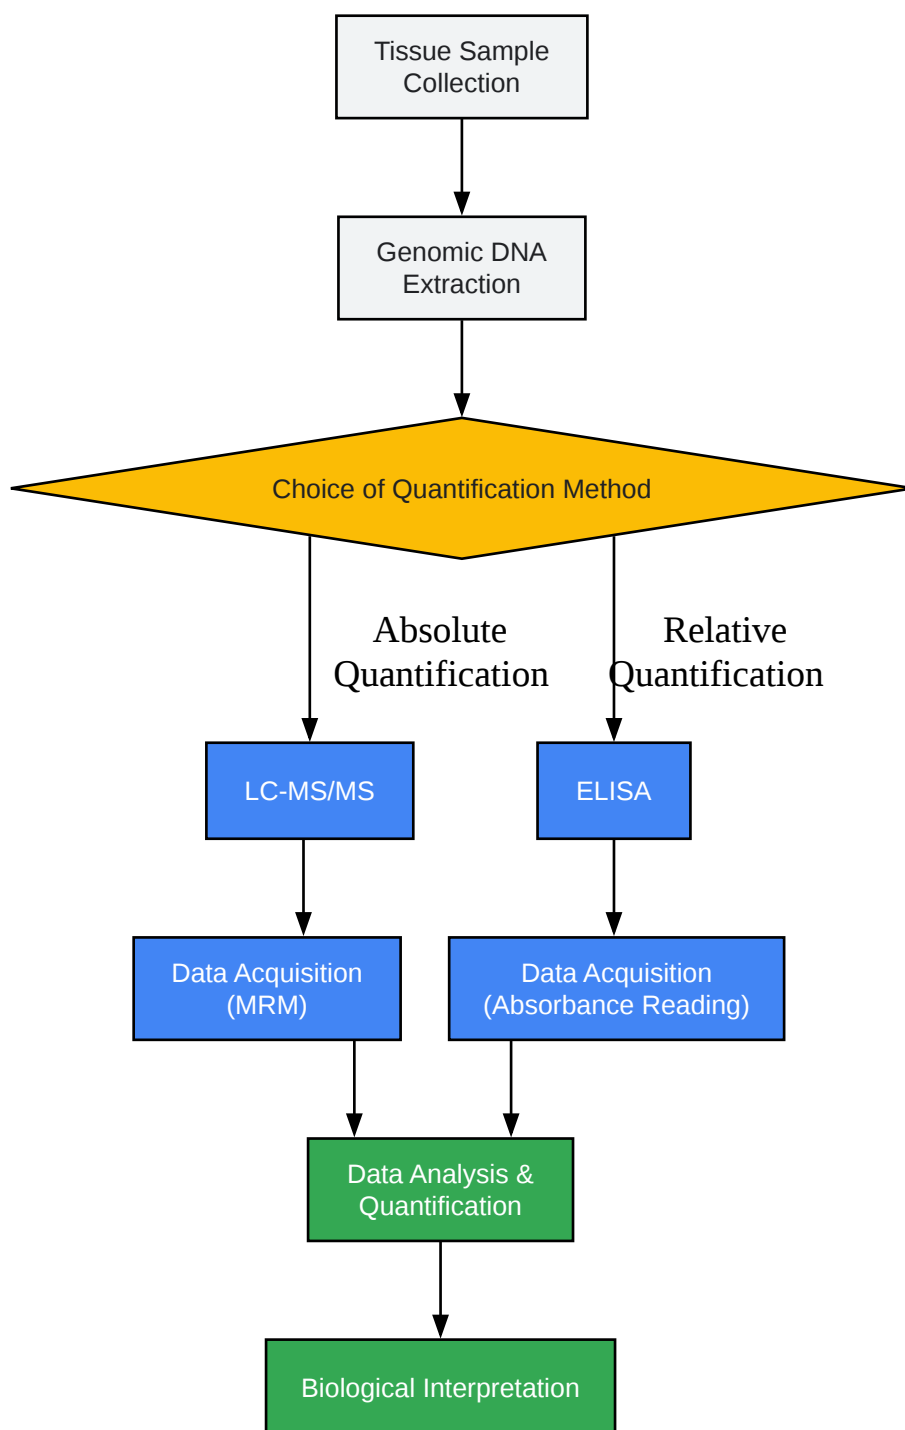 Tissue Sample
Collection
Genomic DNA
Extraction
Choice of Quantification Method
Absolute
Quantification
Relative
Quantification
LC-MS/MS
ELISA
Data Acquisition
(MRM)
Data Acquisition
(Absorbance Reading)
Data Analysis &
Quantification
Biological Interpretation